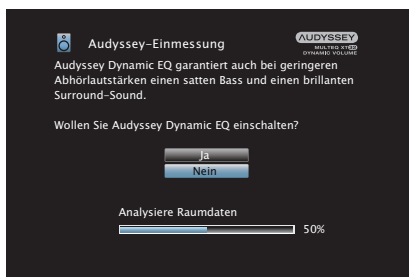 Audyssey-Einmessung
AUDYSSEY
MULTEQ XT32
DYNAMIC VOLUME
Audyssey Dynamic EQ garantiert auch bei geringeren
Abhörlautstärken einen satten Bass und einen brillanten
Surround-Sound.
Wollen Sie Audyssey Dynamic EQ einschalten?
Ja
Nein
Analysiere Raumdaten
50%